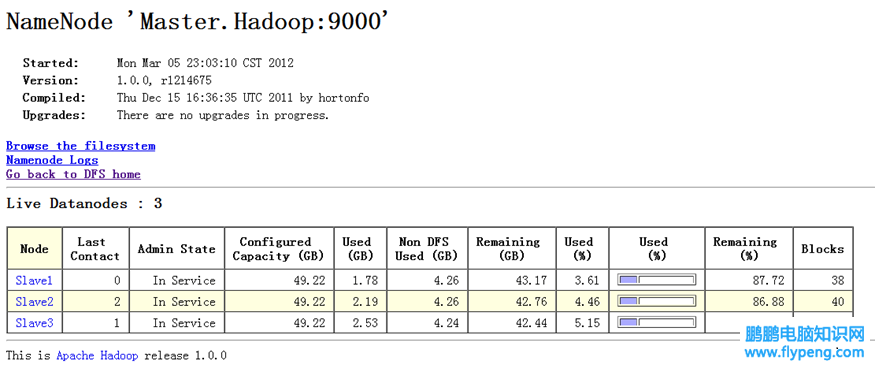 NameNode 'Master.Hadoop:9000'
Started: Mon Mar 05 23:03:10 CST 2012
Version: 1.0.0, r1214675
Compiled: Thu Dec 15 16:36:35 UTC 2011 by hortonfo
Upgrades: There are no upgrades in progress.
Browse the filesystem
Namenode Logs
Go back to DFS home
Live Datanodes : 3
Node Last Contact Admin State Configured Capacity (GB) Used (GB) Non DFS Used (GB) Remaining (GB) Used (%) Used (%) Remaining (%) Blocks
Slave1 0 In Service 49.22 1.78 4.26 43.17 3.61 87.72 38
Slave2 2 In Service 49.22 2.19 4.26 42.76 4.46 86.88 40
Slave3 1 In Service 49.22 2.53 4.24 42.44 5.15
This is Apache Hadoop release 1.0.0
鹏鹏电脑知识网
www.flypeng.com